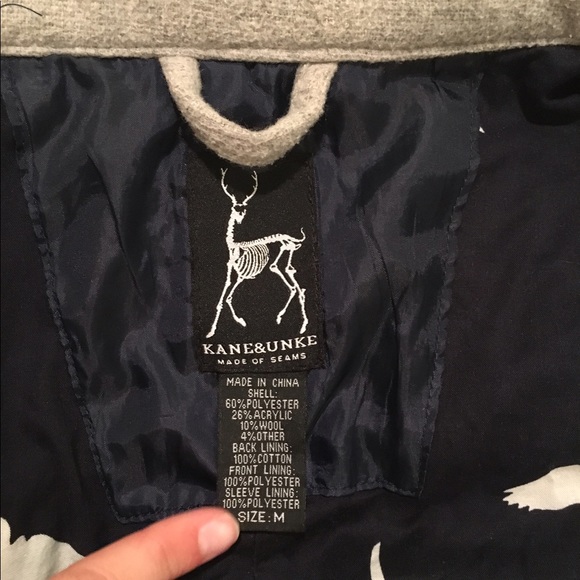 KANE&UNKE
MADE OF SEAMS
MADE IN CHINA
SHELL:
60%POLYESTER
26%ACRYLIC
10%WOOL
4%OTHER
BACK LINING:
100%COTTON
FRONT LINING:
100%POLYESTER
SLEEVE LINING:
100%POLYESTER
SIZE: M